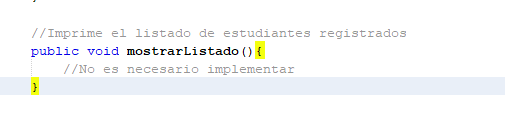 //Imprime el listado de estudiantes registrados
public void mostrarListado(){
//No es necesario implementar
}